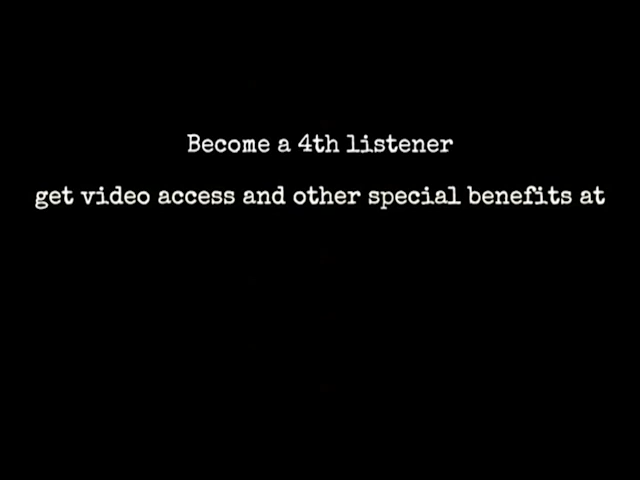 Become a 4th listener
get video access and other special benefits at